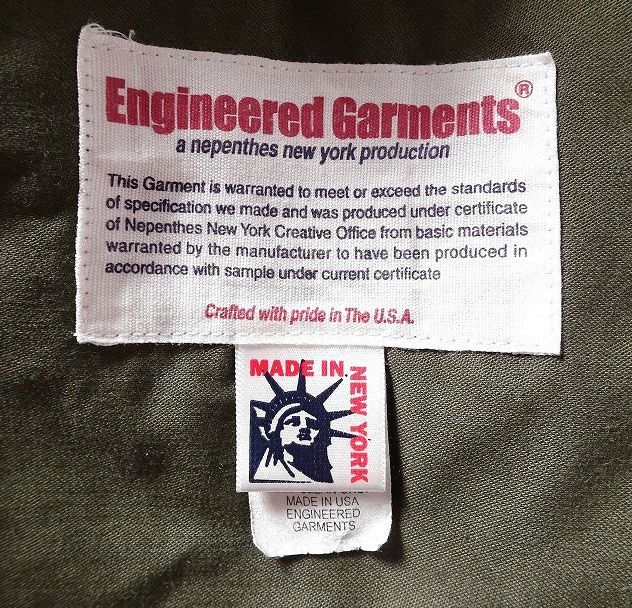 Engineered Garments®
a nepenthes new york production
This Garment is warranted to meet or exceed the standards
of specification we made and was produced under certificate
of Nepenthes New York Creative Office from basic materials
warranted by the manufacturer to have been produced in
accordance with sample under current certificate
Crafted with pride in The U.S.A.
MADE IN
NEW YORK
MADE IN USA
ENGINEERED
GARMENTS